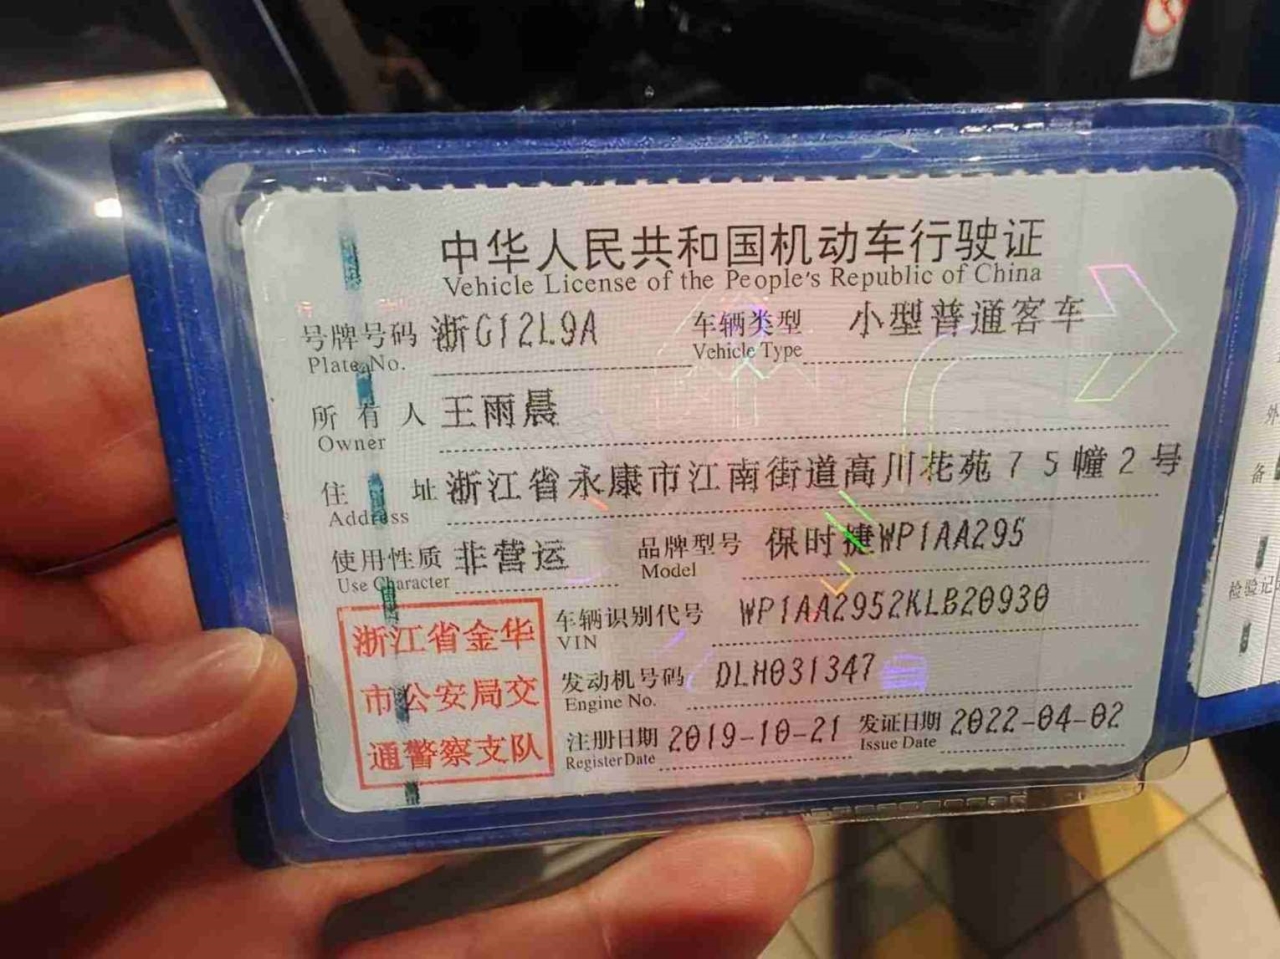 中华人民共和国机动车行驶证
Vehicle License of the People's Republic of China
号牌号码 浙G12L9A 车辆类型 小型普通客车
Plate No. Vehicle Type
所有人 王雨晨
Owner
住址 浙江省永康市江南街道高川花苑75幢2号
Address
使用性质 非营运 品牌型号 保时捷WP1AA295
Use Character Model
浙江省金华
市公安局交
通警察支队
车辆识别代号 WP1AA2952KLB20930
VIN
发动机号码 DLH031347
Engine No.
注册日期 2019-10-21 发证日期 2022-04-02
Register Date Issue Date
外
备
检验记